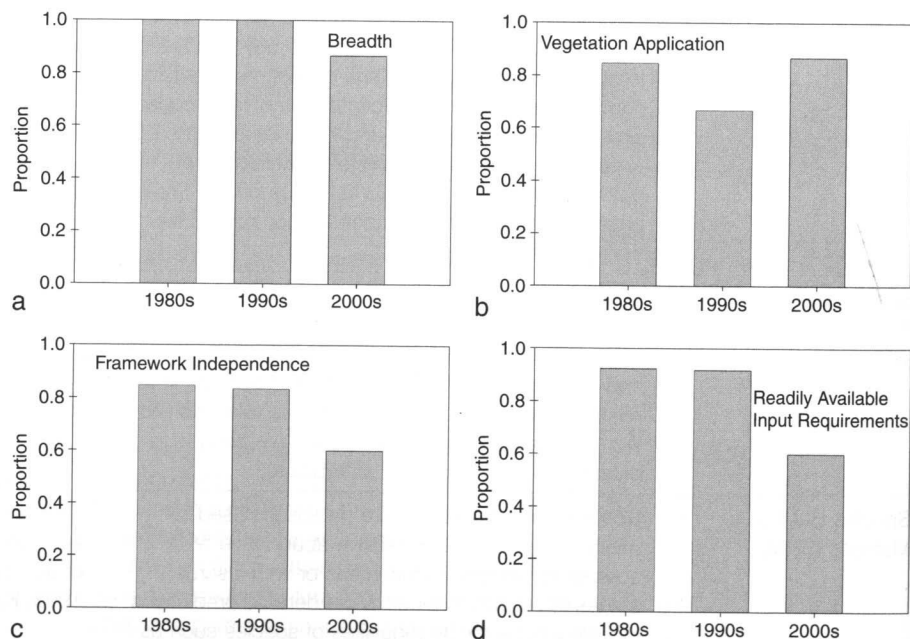 1.0
0.8
0.6
0.4
0.2
0.0
Proportion
Breadth
1980s 1990s 2000s
a
1.0
0.8
0.6
0.4
0.2
0.0
Proportion
Vegetation Application
1980s 1990s 2000s
b
1.0
0.8
0.6
0.4
0.2
0.0
Proportion
Framework Independence
1980s 1990s 2000s
c
1.0
0.8
0.6
0.4
0.2
0.0
Proportion
Readily Available
Input Requirements
1980s 1990s 2000s
d